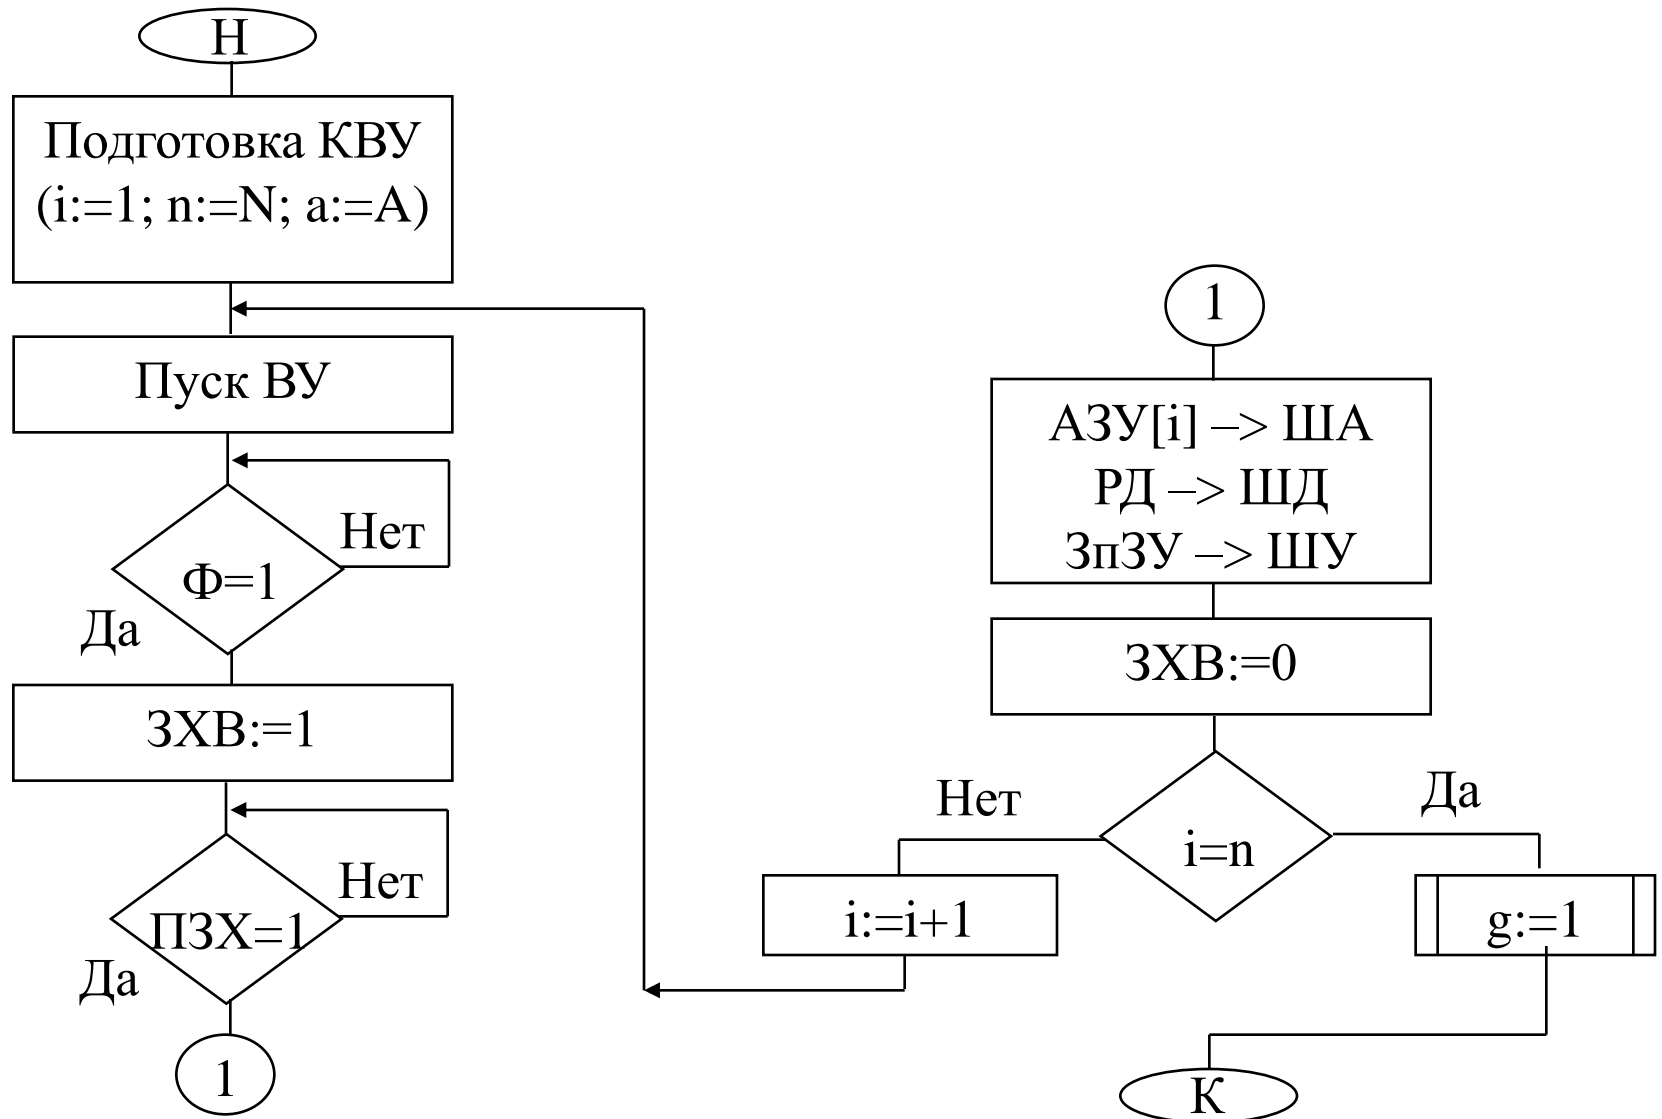 Н
Подготовка КВУ
(i:=1; n:=N; a:=A)
Пуск ВУ
Нет
Ф=1
Да
ЗХВ:=1
Нет
ПЗХ=1
Да
1
1
АЗУ[i] –> ША
РД –> ШД
ЗпЗУ –> ШУ
ЗХВ:=0
Нет
Да
i=n
i:=i+1
g:=1
К